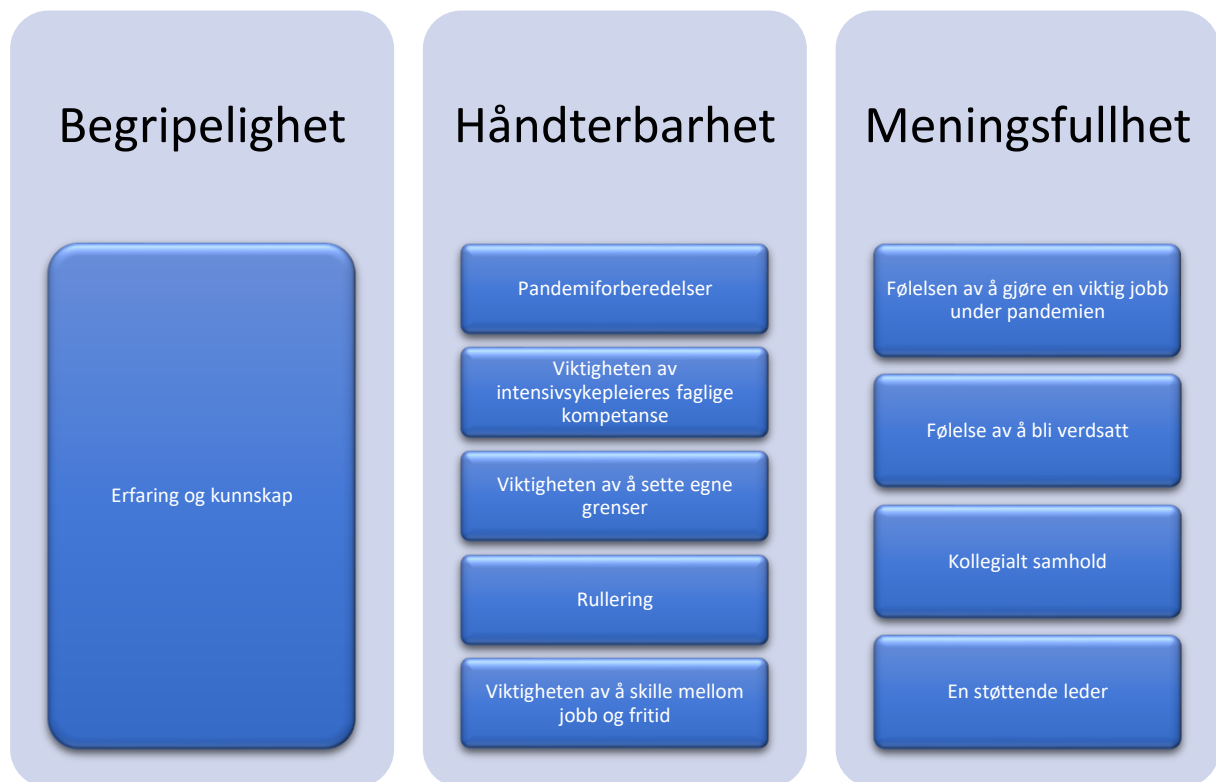 Begripelighet
Erfaring og kunnskap
Håndterbarhet
Pandemiforberedelser
Viktigheten av
intensivsykepleieres faglige
kompetanse
Viktigheten av å sette egne
grenser
Rullering
Viktigheten av å skille mellom
jobb og fritid
Meningsfullhet
Følelsen av å gjøre en viktig jobb
under pandemien
Følelse av å bli verdsatt
Kollegialt samhold
En støttende leder